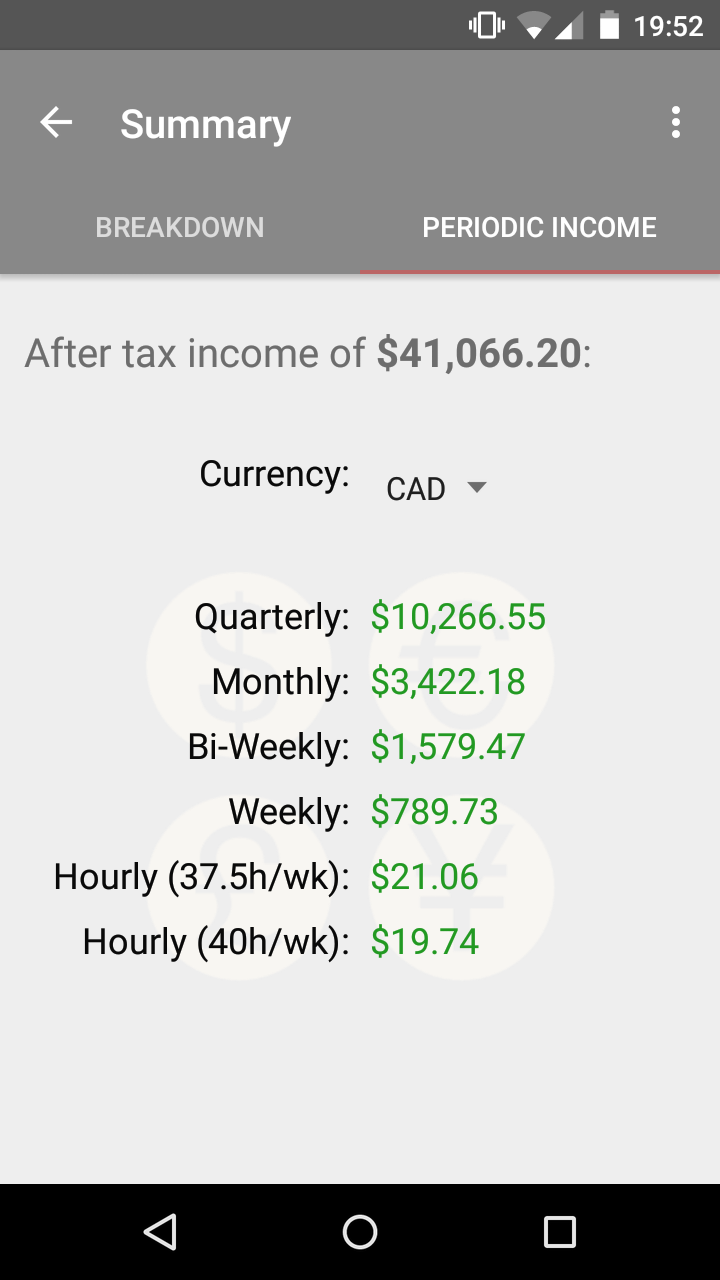 19:52
Summary
BREAKDOWN PERIODIC INCOME
After tax income of $41,066.20:
Currency: CAD
Quarterly: $10,266.55
Monthly: $3,422.18
Bi-Weekly: $1,579.47
Weekly: $789.73
Hourly (37.5h/wk): $21.06
Hourly (40h/wk): $19.74